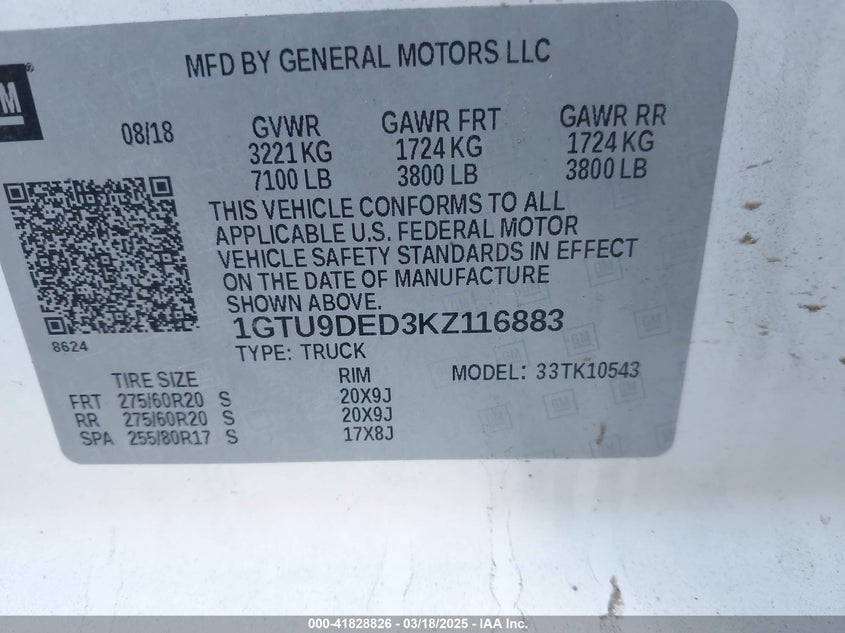 MFD BY GENERAL MOTORS LLC
GM
08/18 GVWR GAWR FRT GAWR RR
3221 KG 1724 KG 1724 KG
7100 LB 3800 LB 3800 LB
THIS VEHICLE CONFORMS TO ALL
APPLICABLE U.S. FEDERAL MOTOR
VEHICLE SAFETY STANDARDS IN EFFECT
ON THE DATE OF MANUFACTURE
SHOWN ABOVE.
1GTU9DED3KZ116883
8624
TYPE: TRUCK
TIRE SIZE RIM MODEL: 33TK10543
FRT 275/60R20 S 20X9J
RR 275/60R20 S 20X9J
SPA 255/80R17 S 17X8J
000-41828826 - 03/18/2025 - IAA Inc.